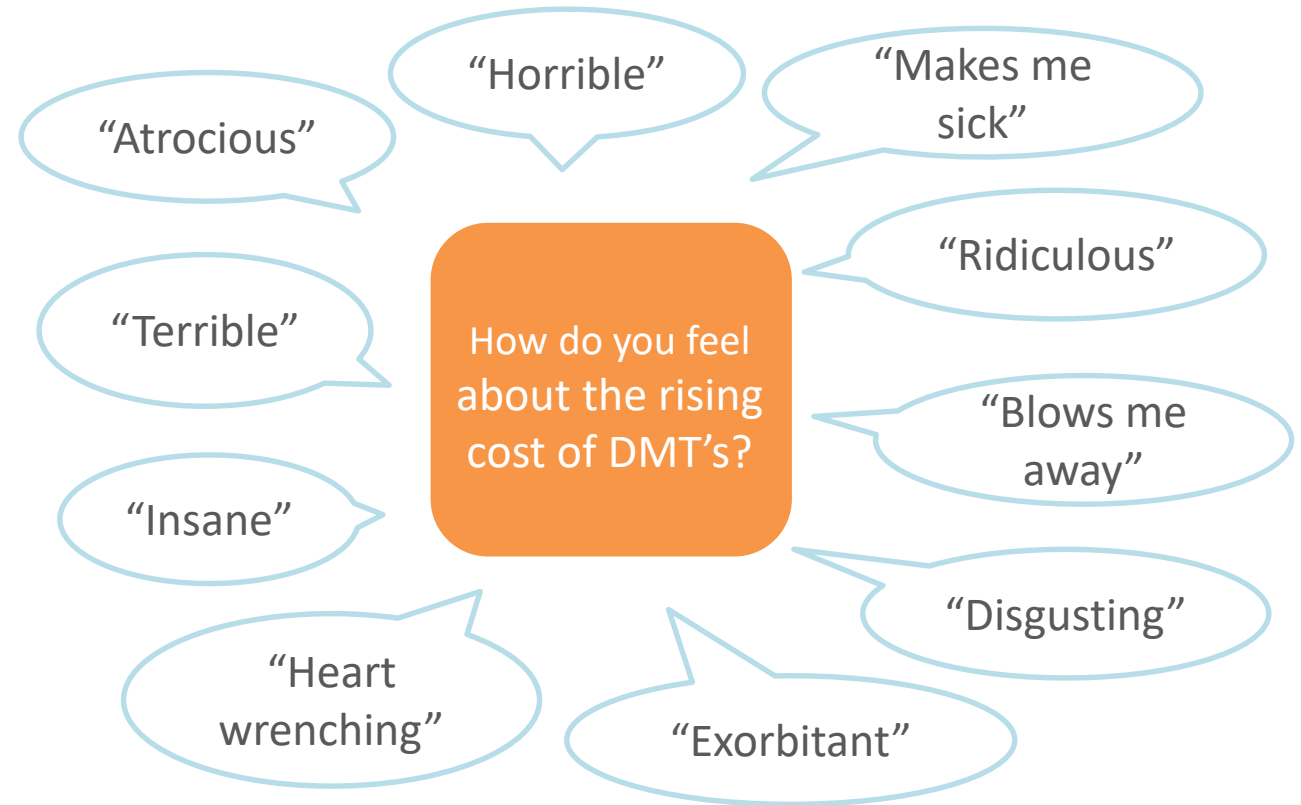 “Horrible”
“Makes me
sick”
“Atrocious”
“Ridiculous”
“Terrible”
How do you feel
about the rising
cost of DMT’s?
“Blows me
away”
“Insane”
“Disgusting”
“Heart
wrenching”
“Exorbitant”